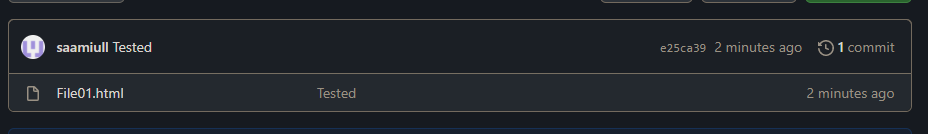 saamiull Tested e25ca39 2 minutes ago 1 commit
File01.html Tested 2 minutes ago